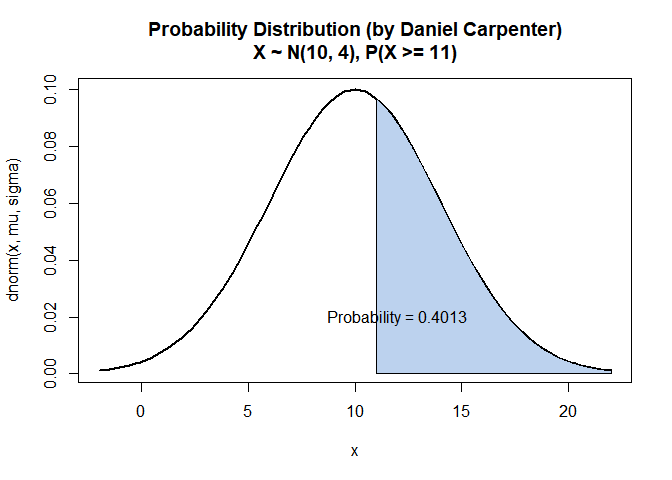 Probability Distribution (by Daniel Carpenter)
X ~ N(10, 4), P(X >= 11)
dnorm(x, mu, sigma)
0.10
0.08
0.06
0.04
0.02
0.00
Probability = 0.4013
0 5 10 15 20
x